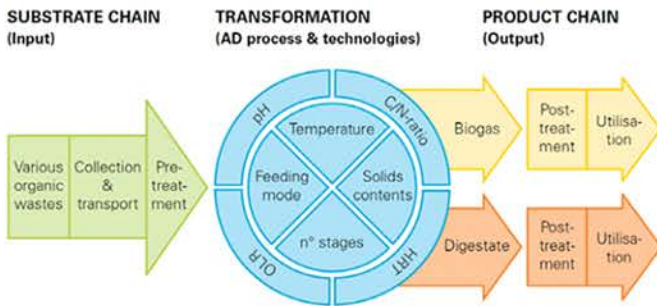 SUBSTRATE CHAIN
(Input)
TRANSFORMATION
(AD process & technologies)
PRODUCT CHAIN
(Output)
Various
organic
wastes
Collection
&
transport
Pre-
treat-
ment
pH
C/N-ratio
OLR
HRT
Temperature
Feeding
mode
Solids
contents
n° stages
Biogas
Post-
treat-
ment
Utilisa-
tion
Digestate
Post-
treat-
ment
Utilisa-
tion